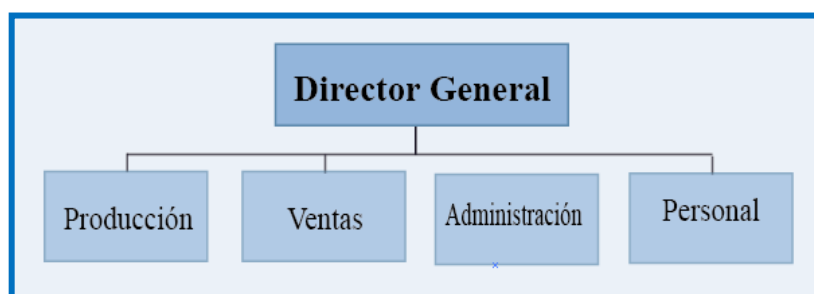 Director General
Producción
Ventas
Administración
Personal